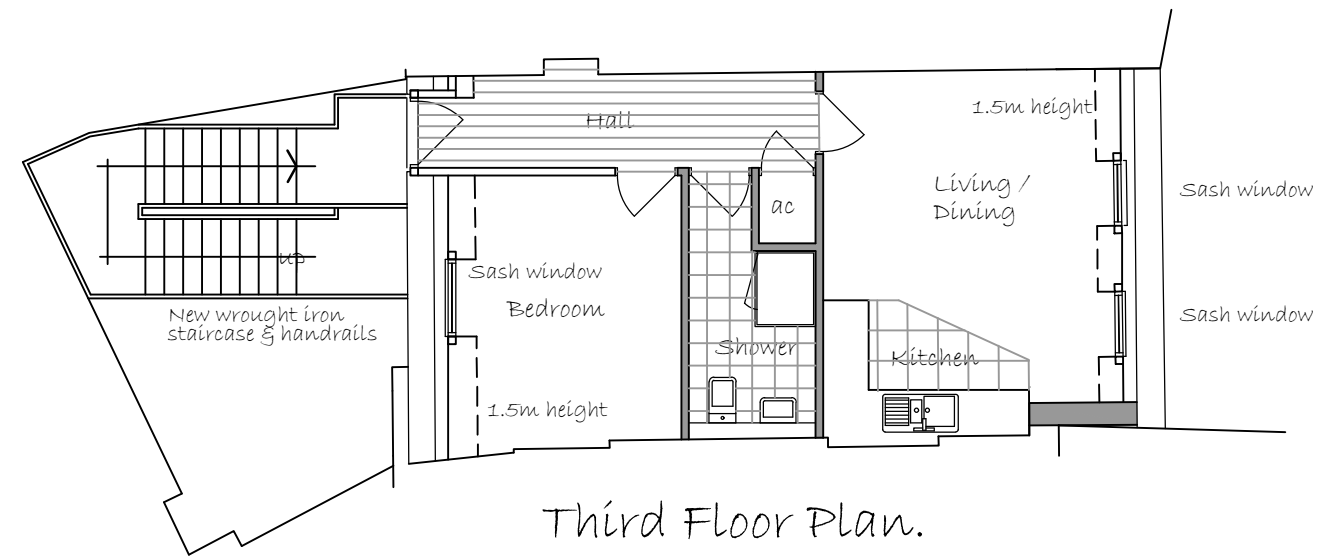 Hall
1.5m height
Living /
Dining
ac
Sash window
up
Sash window
Bedroom
New wrought iron
staircase & handrails
Sash window
Shower
Kitchen
1.5m height
Third Floor Plan.